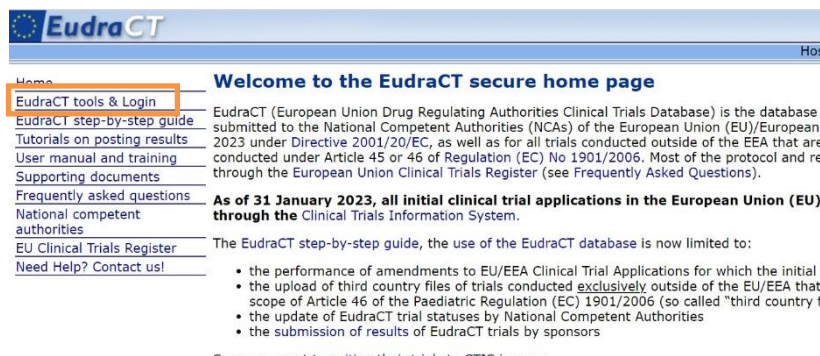 EudraCT
Hos
Home
EudraCT tools & Login
EudraCT step-by-step guide
Tutorials on posting results
User manual and training
Supporting documents
Frequently asked questions
National competent
authorities
EU Clinical Trials Register
Need Help? Contact us!
Welcome to the EudraCT secure home page
EudraCT (European Union Drug Regulating Authorities Clinical Trials Database) is the database
submitted to the National Competent Authorities (NCAs) of the European Union (EU)/European
2023 under Directive 2001/20/EC, as well as for all trials conducted outside of the EEA that are
conducted under Article 45 or 46 of Regulation (EC) No 1901/2006. Most of the protocol and re
through the European Union Clinical Trials Register (see Frequently Asked Questions).
As of 31 January 2023, all initial clinical trial applications in the European Union (EU)
through the Clinical Trials Information System.
The EudraCT step-by-step guide, the use of the EudraCT database is now limited to:
• the performance of amendments to EU/EEA Clinical Trial Applications for which the initial
• the upload of third country files of trials conducted exclusively outside of the EU/EEA that
scope of Article 46 of the Paediatric Regulation (EC) 1901/2006 (so called "third country f
• the update of EudraCT trial statuses by National Competent Authorities
• the submission of results of EudraCT trials by sponsors